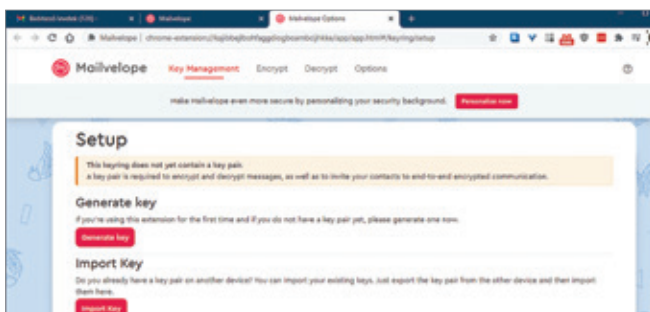 Mailvelope
Mailvelope Options
Mailvelope | chrome-extension://
Mailvelope Key Management Encrypt Decrypt Options
Make Mailvelope even more secure by personalizing your security background. Personalize now
Setup
This keyring does not yet contain a key pair.
A key pair is required to encrypt and decrypt messages, as well as to invite your contacts to end-to-end encrypted communication.
Generate key
If you're using this extension for the first time and if you do not have a key pair yet, please generate one now.
Generate key
Import Key
Do you already have a key pair on another device? You can import your existing keys. Just export the key pair from the other device and then import
them here.
Import Key